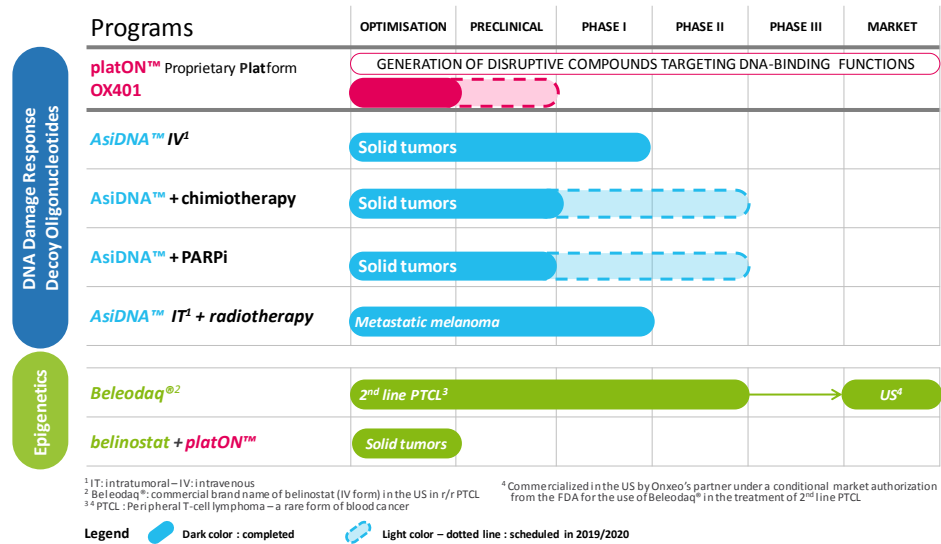 Programs
OPTIMISATION PRECLINICAL PHASE I PHASE II PHASE III MARKET
DNA Damage Response
Decoy Oligonucleotides
platON™ Proprietary Platform
GENERATION OF DISRUPTIVE COMPOUNDS TARGETING DNA-BINDING FUNCTIONS
OX401
AsiDNA™ IV¹
Solid tumors
AsiDNA™ + chimiotherapy
Solid tumors
AsiDNA™ + PARPi
Solid tumors
AsiDNA™ IT¹ + radiotherapy
Metastatic melanoma
Epigenetics
Beleodaq®²
2nd line PTCL³
US⁴
belinostat + platON™
Solid tumors
¹ IT: intratumoral – IV: intravenous
² Beleodaq®: commercial brand name of belinostat (IV form) in the US in r/r PTCL
³ ⁴ PTCL : Peripheral T-cell lymphoma – a rare form of blood cancer
⁴ Commercialized in the US by Onxeo's partner under a conditional market authorization
from the FDA for the use of Beleodaq® in the treatment of 2nd line PTCL
Legend
Dark color : completed
Light color – dotted line : scheduled in 2019/2020